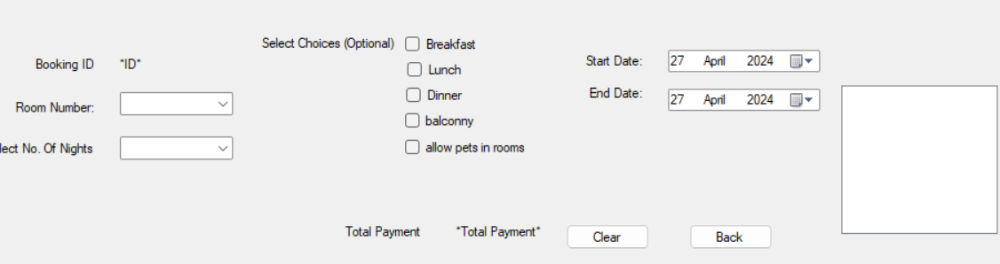 Select Choices (Optional)
Breakfast
Lunch
Dinner
balconny
allow pets in rooms
Booking ID *ID*
Room Number:
lect No. Of Nights
Start Date: 27 April 2024
End Date: 27 April 2024
Total Payment *Total Payment*
Clear
Back